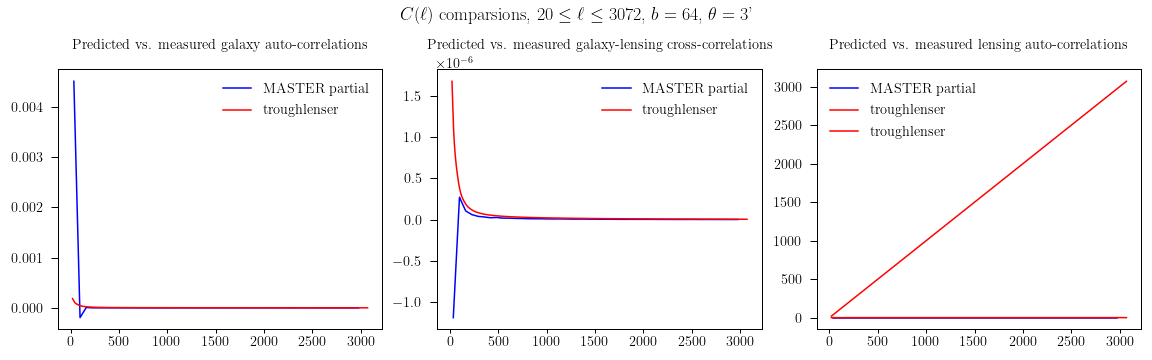 C(ℓ) comparsions, 20 ≤ ℓ ≤ 3072, b = 64, θ = 3'
Predicted vs. measured galaxy auto-correlations
0.004
0.003
0.002
0.001
0.000
0 500 1000 1500 2000 2500 3000
MASTER partial
troughlenser
Predicted vs. measured galaxy-lensing cross-correlations
×10⁻⁶
1.5
1.0
0.5
0.0
−0.5
−1.0
0 500 1000 1500 2000 2500 3000
MASTER partial
troughlenser
Predicted vs. measured lensing auto-correlations
3000
2500
2000
1500
1000
500
0
0 500 1000 1500 2000 2500 3000
MASTER partial
troughlenser
troughlenser